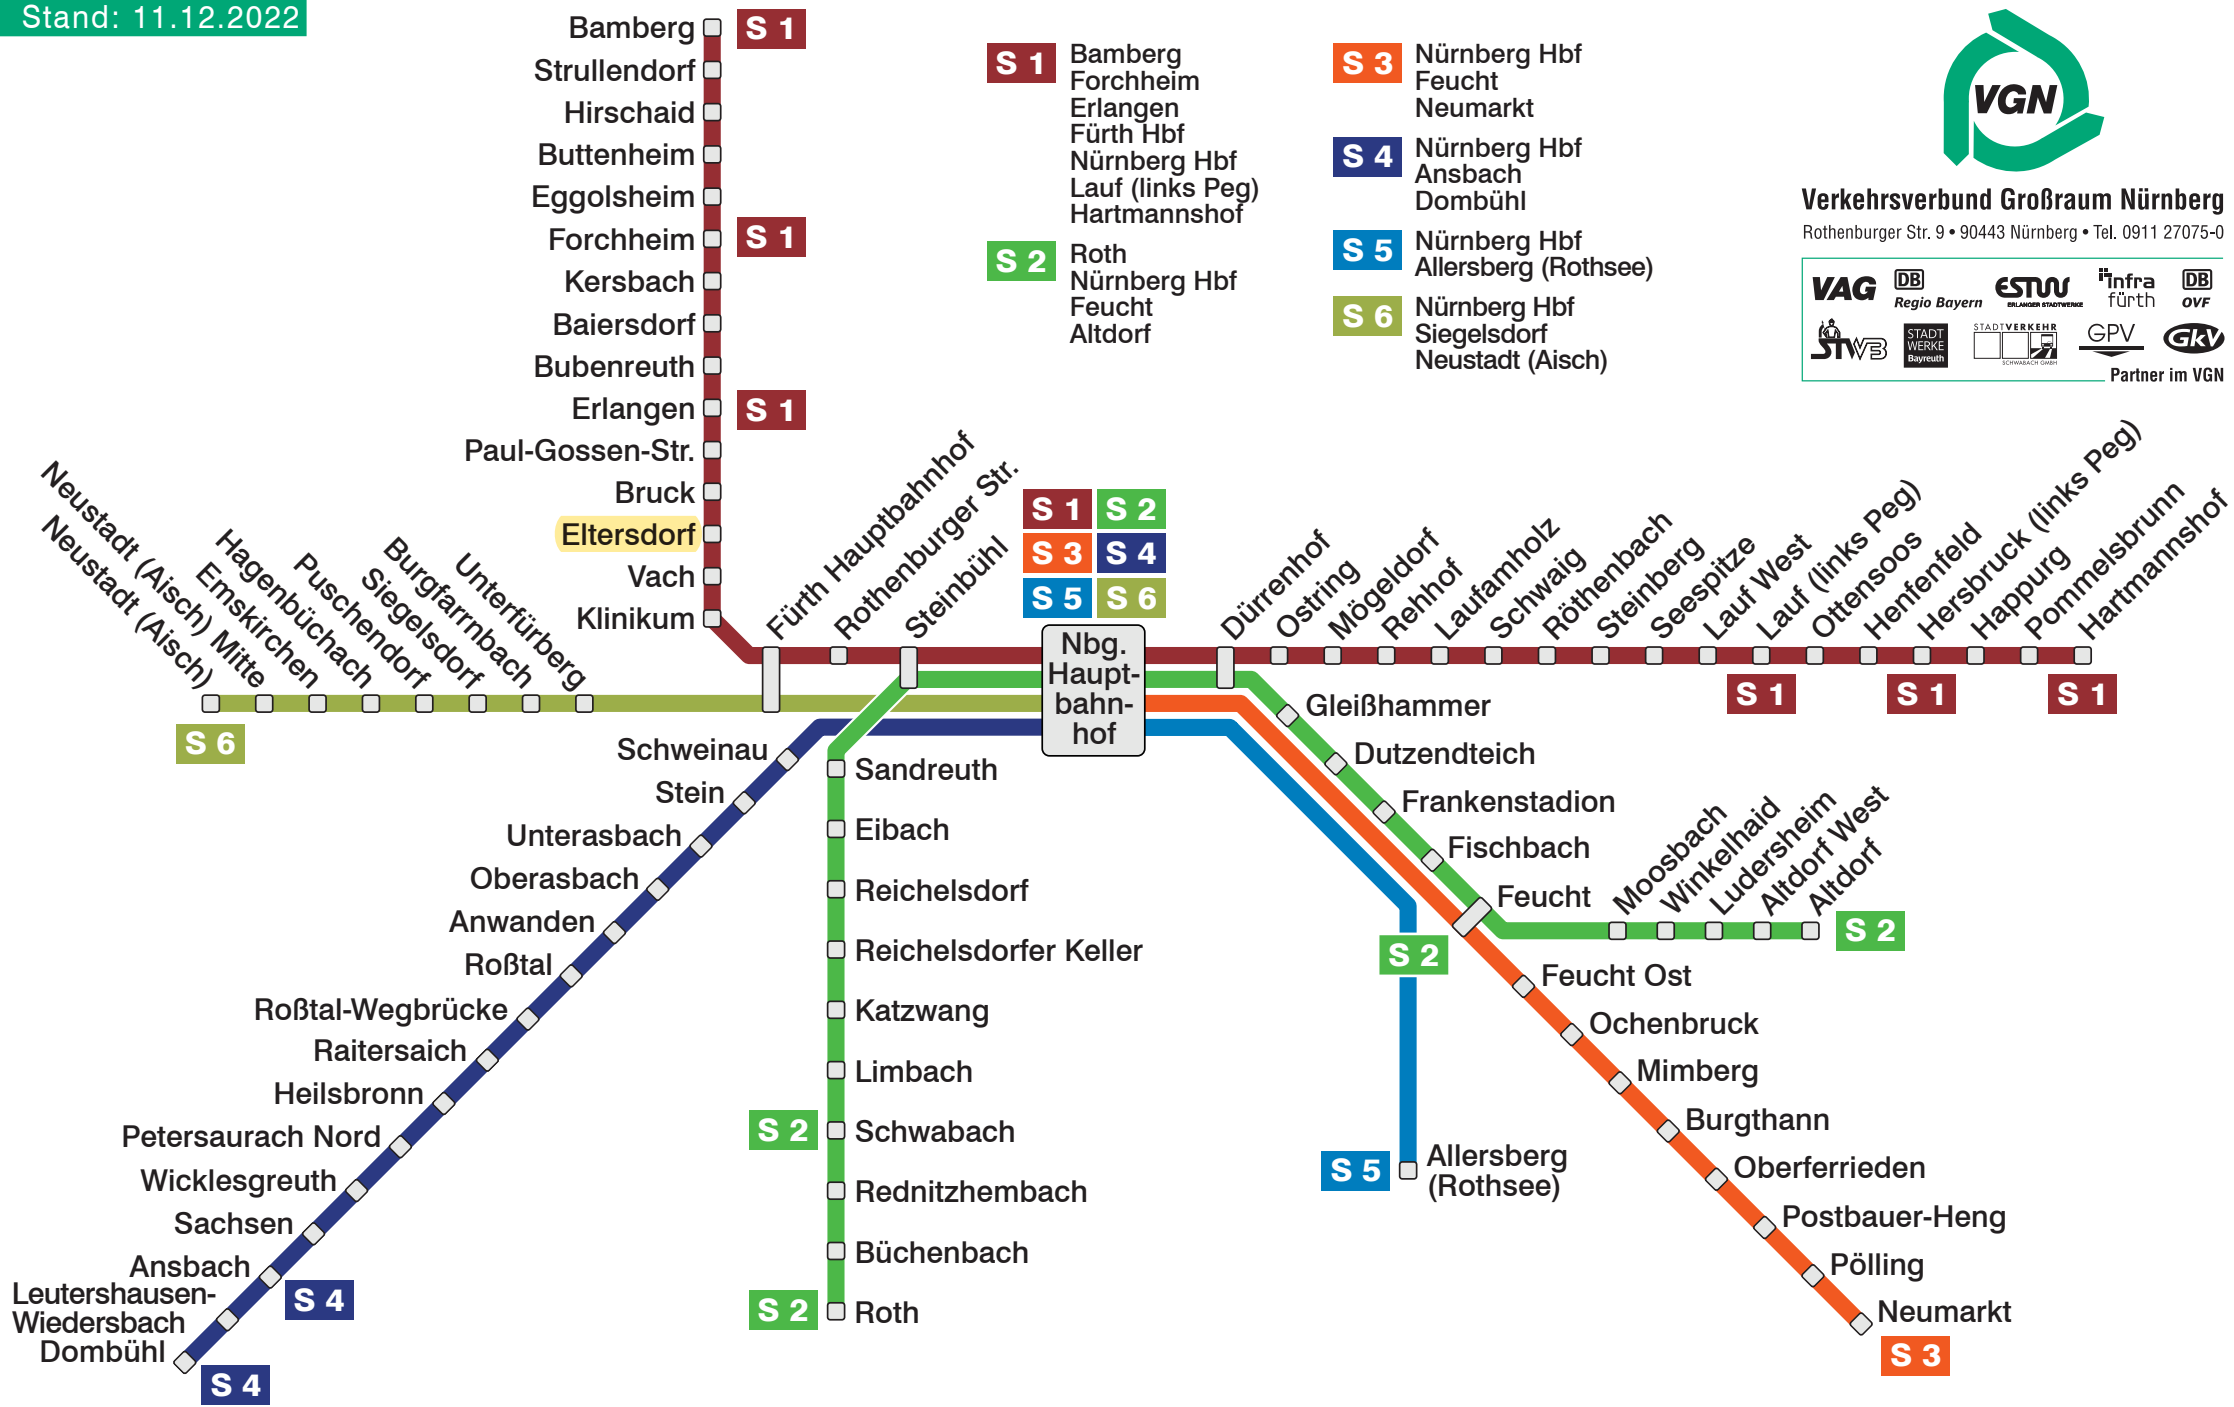 Stand: 11.12.2022
Bamberg
S 1
Strullendorf
Hirschaid
Buttenheim
Eggolsheim
Forchheim
S 1
Kersbach
Baiersdorf
Bubenreuth
Erlangen
S 1
Paul-Gossen-Str.
Bruck
Eltersdorf
Vach
Klinikum
S 1
Bamberg
Forchheim
Erlangen
Fürth Hbf
Nürnberg Hbf
Lauf (links Peg)
Hartmannshof
S 2
Roth
Nürnberg Hbf
Feucht
Altdorf
S 3
Nürnberg Hbf
Feucht
Neumarkt
S 4
Nürnberg Hbf
Ansbach
Dombühl
S 5
Nürnberg Hbf
Allersberg (Rothsee)
S 6
Nürnberg Hbf
Siegelsdorf
Neustadt (Aisch)
VGN
Verkehrsverbund Großraum Nürnberg
Rothenburger Str. 9 • 90443 Nürnberg • Tel. 0911 27075-0
VAG
DB
Regio Bayern
ESTW
ERLANGER STADTWERKE
infra
fürth
DB
OVF
STWB
STADT
WERKE
Bayreuth
STADTVERKEHR
SCHWABACH GMBH
GPV
GkV
Partner im VGN
Neustadt (Aisch)
Neustadt (Aisch) Mitte
Emskirchen
Hagenbüchach
Puschendorf
Siegelsdorf
Burgfarrnbach
Unterfürberg
S 6
Fürth Hauptbahnhof
Rothenburger Str.
Steinbühl
S 1 S 2
S 3 S 4
S 5 S 6
Nbg.
Haupt-
bahn-
hof
Dürrenhof
Ostring
Mögeldorf
Rehhof
Laufamholz
Schwaig
Röthenbach
Steinberg
Seespitze
Lauf West
Lauf (links Peg)
Ottensoos
Henfenfeld
Hersbruck (links Peg)
Happurg
Pommelsbrunn
Hartmannshof
S 1
S 1
S 1
Schweinau
Stein
Unterasbach
Oberasbach
Anwanden
Roßtal
Roßtal-Wegbrücke
Raitersaich
Heilsbronn
Petersaurach Nord
Wicklesgreuth
Sachsen
Ansbach
S 4
Leutershausen-
Wiedersbach
Dombühl
S 4
Sandreuth
Eibach
Reichelsdorf
Reichelsdorfer Keller
Katzwang
Limbach
S 2
Schwabach
Rednitzhembach
Büchenbach
S 2
Roth
Gleißhammer
Dutzendteich
Frankenstadion
Fischbach
Feucht
Moosbach
Winkelhaid
Ludersheim
Altdorf West
Altdorf
S 2
S 2
S 5
Allersberg
(Rothsee)
Feucht Ost
Ochenbruck
Mimberg
Burgthann
Oberferrieden
Postbauer-Heng
Pölling
Neumarkt
S 3